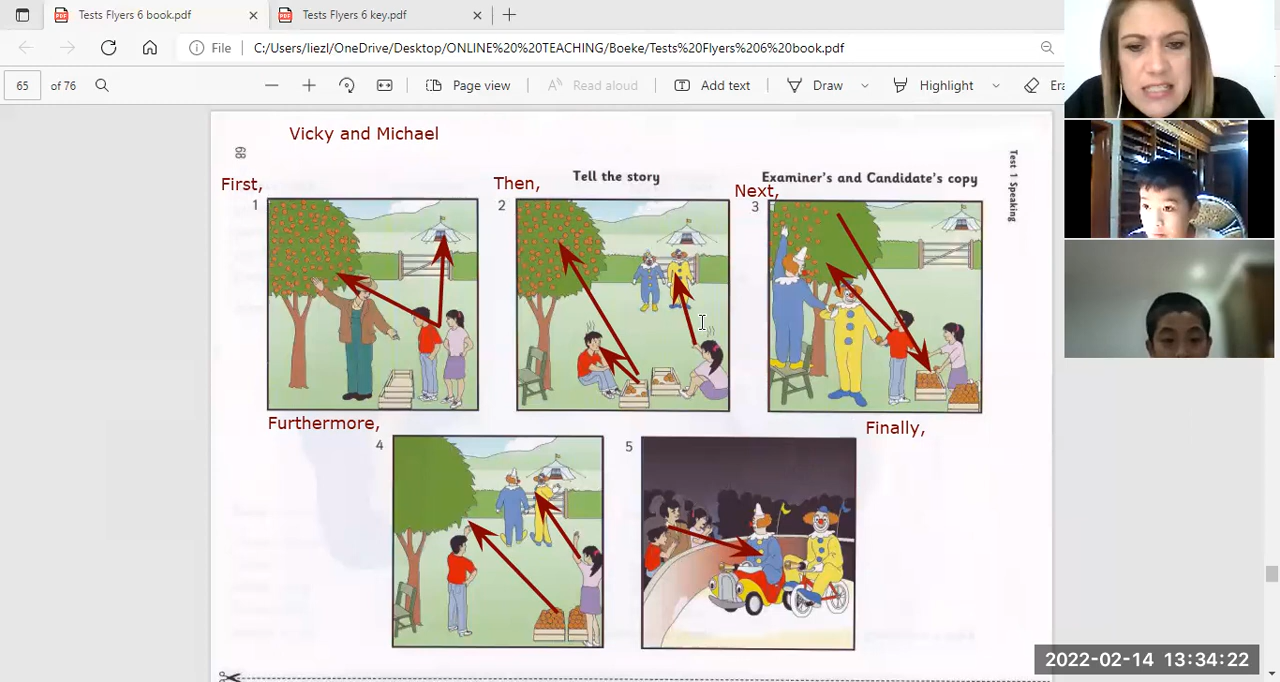 Tests Flyers 6 book.pdf
Tests Flyers 6 key.pdf
File
C:/Users/liezl/OneDrive/Desktop/ONLINE%20%20TEACHING/Boeke/Tests%20Flyers%206%20book.pdf
65 of 76
Page view
Read aloud
Add text
Draw
Highlight
Era
Vicky and Michael
68
Test 1 Speaking
Tell the story
Examiner's and Candidate's copy
First,
Then,
Next,
1
2
3
Furthermore,
Finally,
4
5
2022-02-14 13:34:22